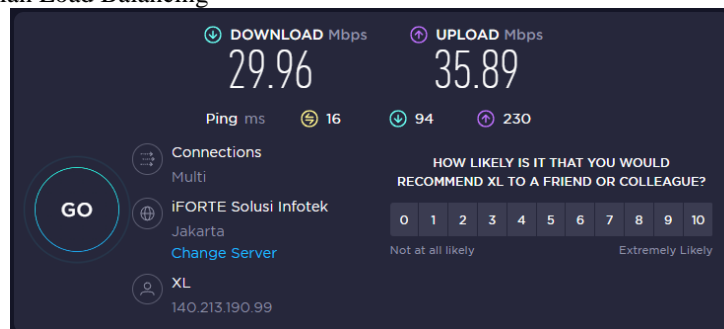 Load Balancing
DOWNLOAD Mbps
29.96
UPLOAD Mbps
35.89
Ping ms 16 94 230
Connections
Multi
iFORTE Solusi Infotek
Jakarta
Change Server
XL
140.213.190.99
GO
HOW LIKELY IS IT THAT YOU WOULD
RECOMMEND XL TO A FRIEND OR COLLEAGUE?
0 1 2 3 4 5 6 7 8 9 10
Not at all likely Extremely Likely